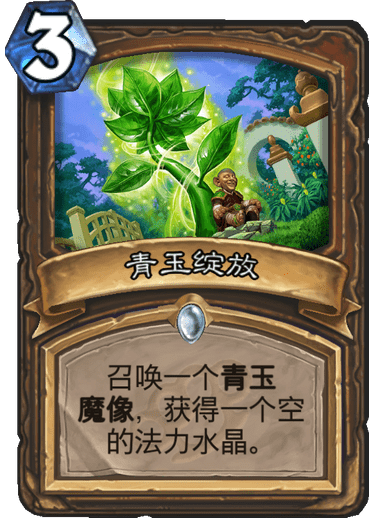 3
青玉绽放
召唤一个青玉
魔像，获得一个空
的法力水晶。